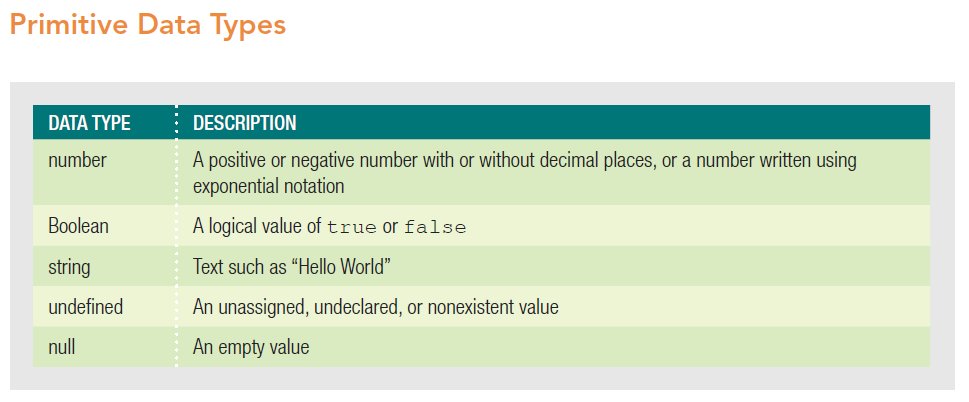 Primitive Data Types
DATA TYPE DESCRIPTION
number A positive or negative number with or without decimal places, or a number written using
exponential notation
Boolean A logical value of true or false
string Text such as “Hello World”
undefined An unassigned, undeclared, or nonexistent value
null An empty value